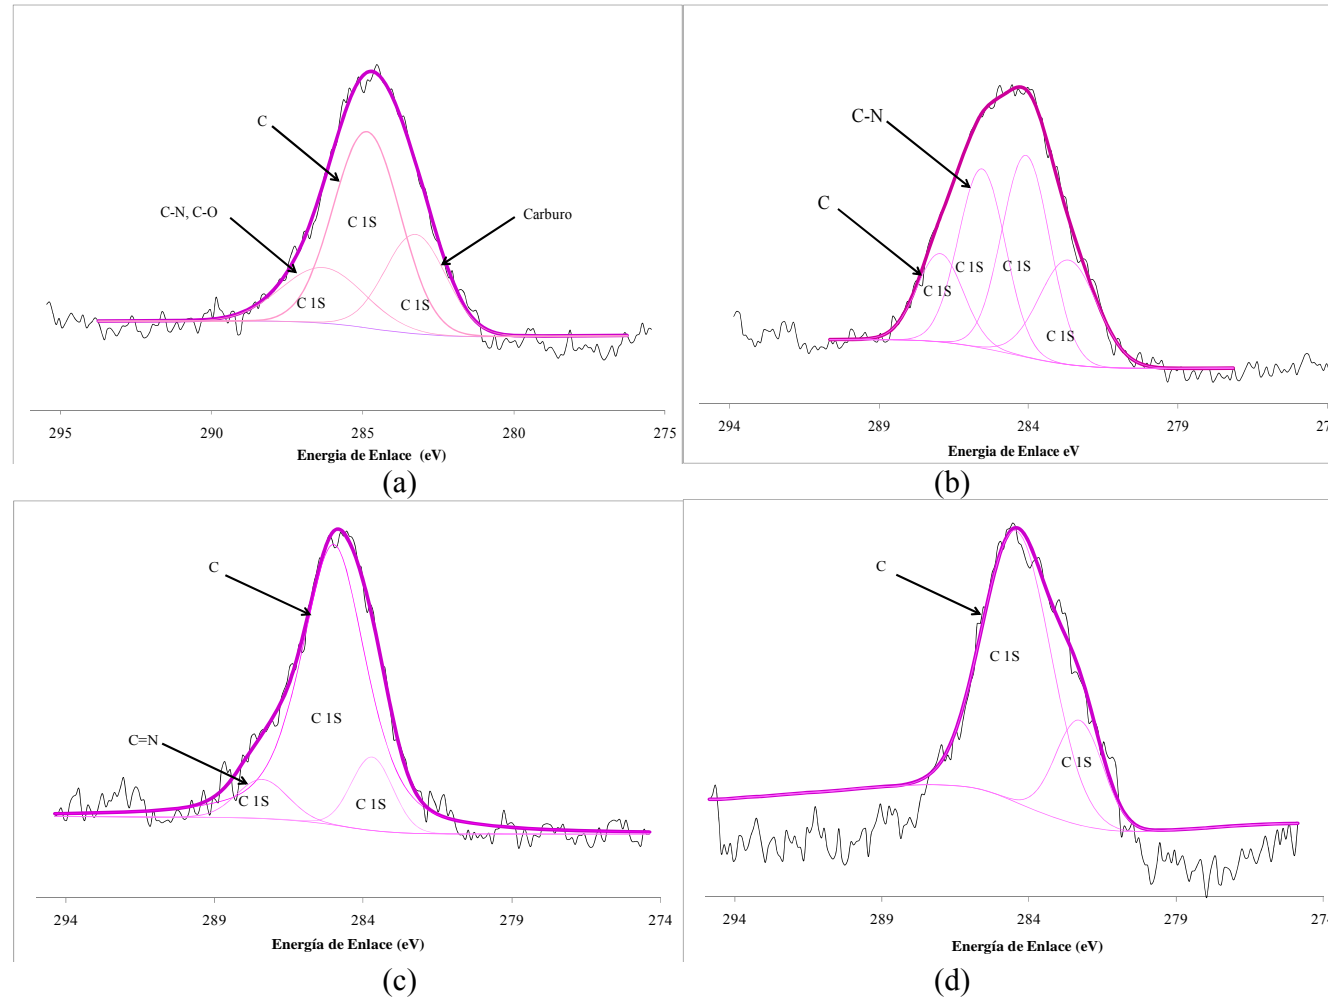 C
C-N, C-O
C 1S
Carburo
C 1S
C 1S
295
290
285
280
275
Energia de Enlace (eV)
(a)
C-N
C
C 1S
C 1S
C 1S
C 1S
294
289
284
279
Energia de Enlace eV
(b)
C
C 1S
C=N
C 1S
C 1S
294
289
284
279
274
Energía de Enlace (eV)
(c)
C
C 1S
C 1S
294
289
284
279
Energía de Enlace (eV)
(d)